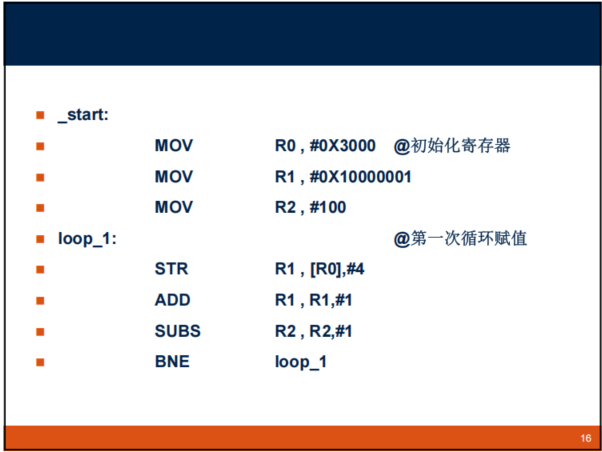 _start:
MOV R0 , #0X3000 @初始化寄存器
MOV R1 , #0X10000001
MOV R2 , #100
loop_1: @第一次循环赋值
STR R1 , [R0],#4
ADD R1 , R1,#1
SUBS R2 , R2,#1
BNE loop_1
16